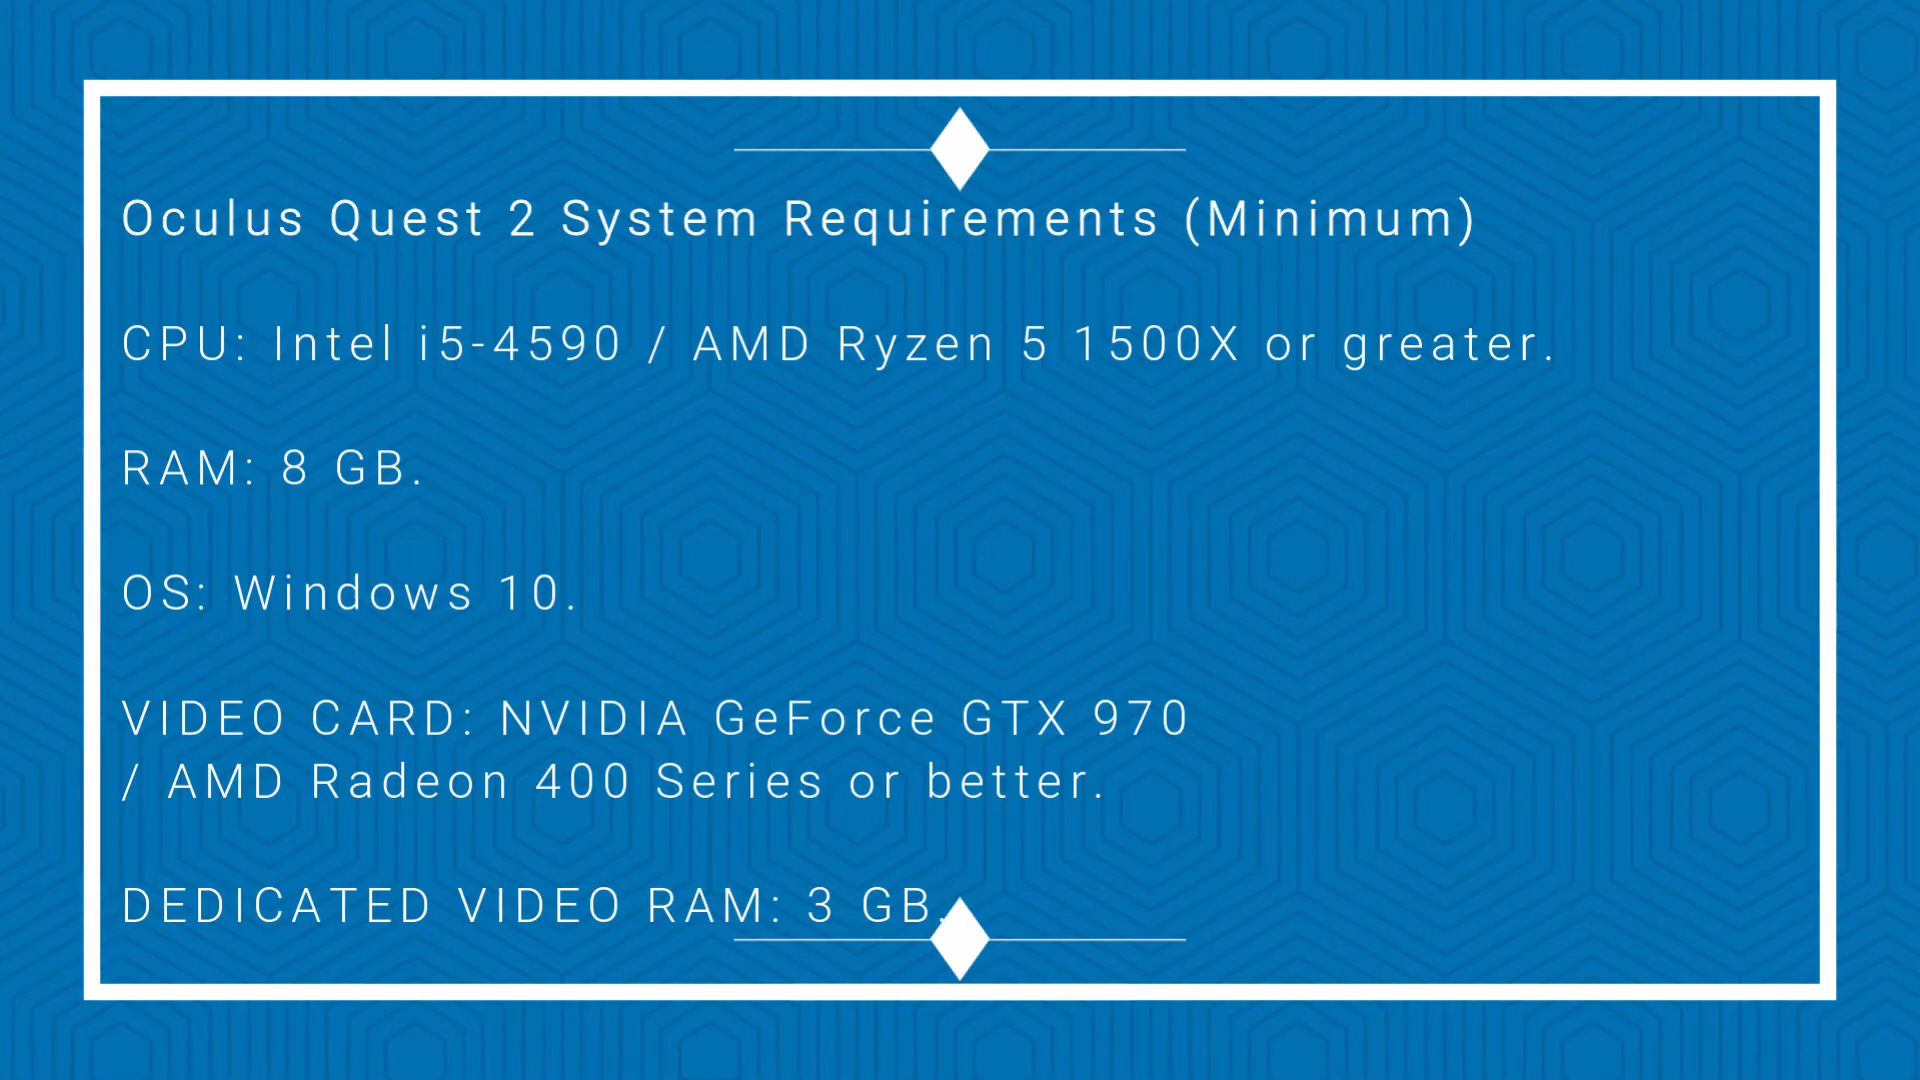 Oculus Quest 2 System Requirements (Minimum)
CPU: Intel i5-4590 / AMD Ryzen 5 1500X or greater.
RAM: 8 GB.
OS: Windows 10.
VIDEO CARD: NVIDIA GeForce GTX 970
/ AMD Radeon 400 Series or better.
DEDICATED VIDEO RAM: 3 GB.